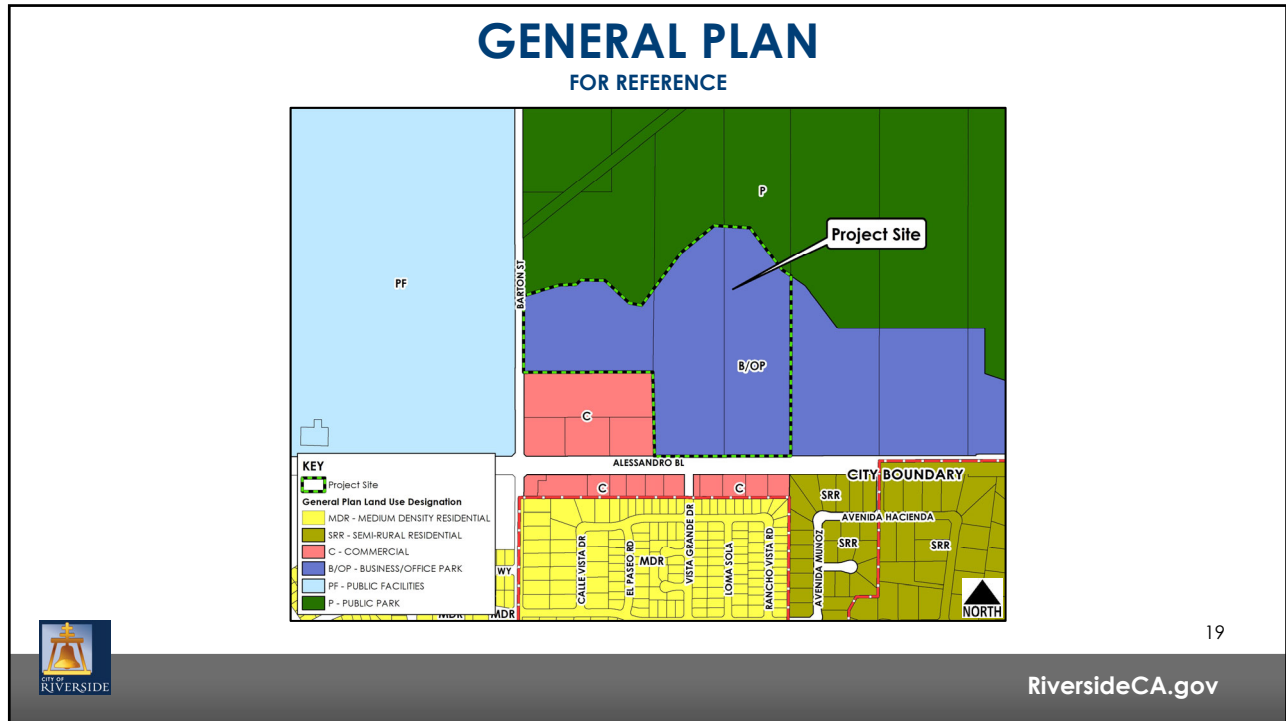 GENERAL PLAN
FOR REFERENCE
P
Project Site
PF
BARTON ST
B/OP
C
ALESSANDRO BL
CITY BOUNDARY
C
C
SRR
AVENIDA HACIENDA
SRR
SRR
AVENIDA MUNOZ
CALLE VISTA DR
EL PASEO RD
MDR
VISTA GRANDE DR
LOMA SOLA
RANCHO VISTA RD
WY
MDR
MDR
KEY
Project Site
General Plan Land Use Designation
MDR - MEDIUM DENSITY RESIDENTIAL
SRR - SEMI-RURAL RESIDENTIAL
C - COMMERCIAL
B/OP - BUSINESS/OFFICE PARK
PF - PUBLIC FACILITIES
P - PUBLIC PARK
NORTH
19
CITY OF
RIVERSIDE
RiversideCA.gov